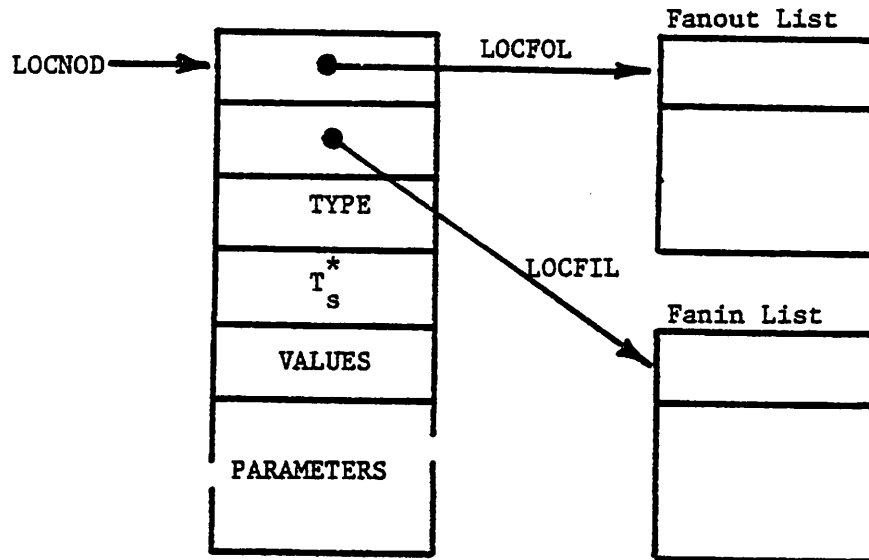 Fanout List
LOCNOD
LOCFOL
TYPE
T*s
LOCFIL
Fanin List
VALUES
PARAMETERS